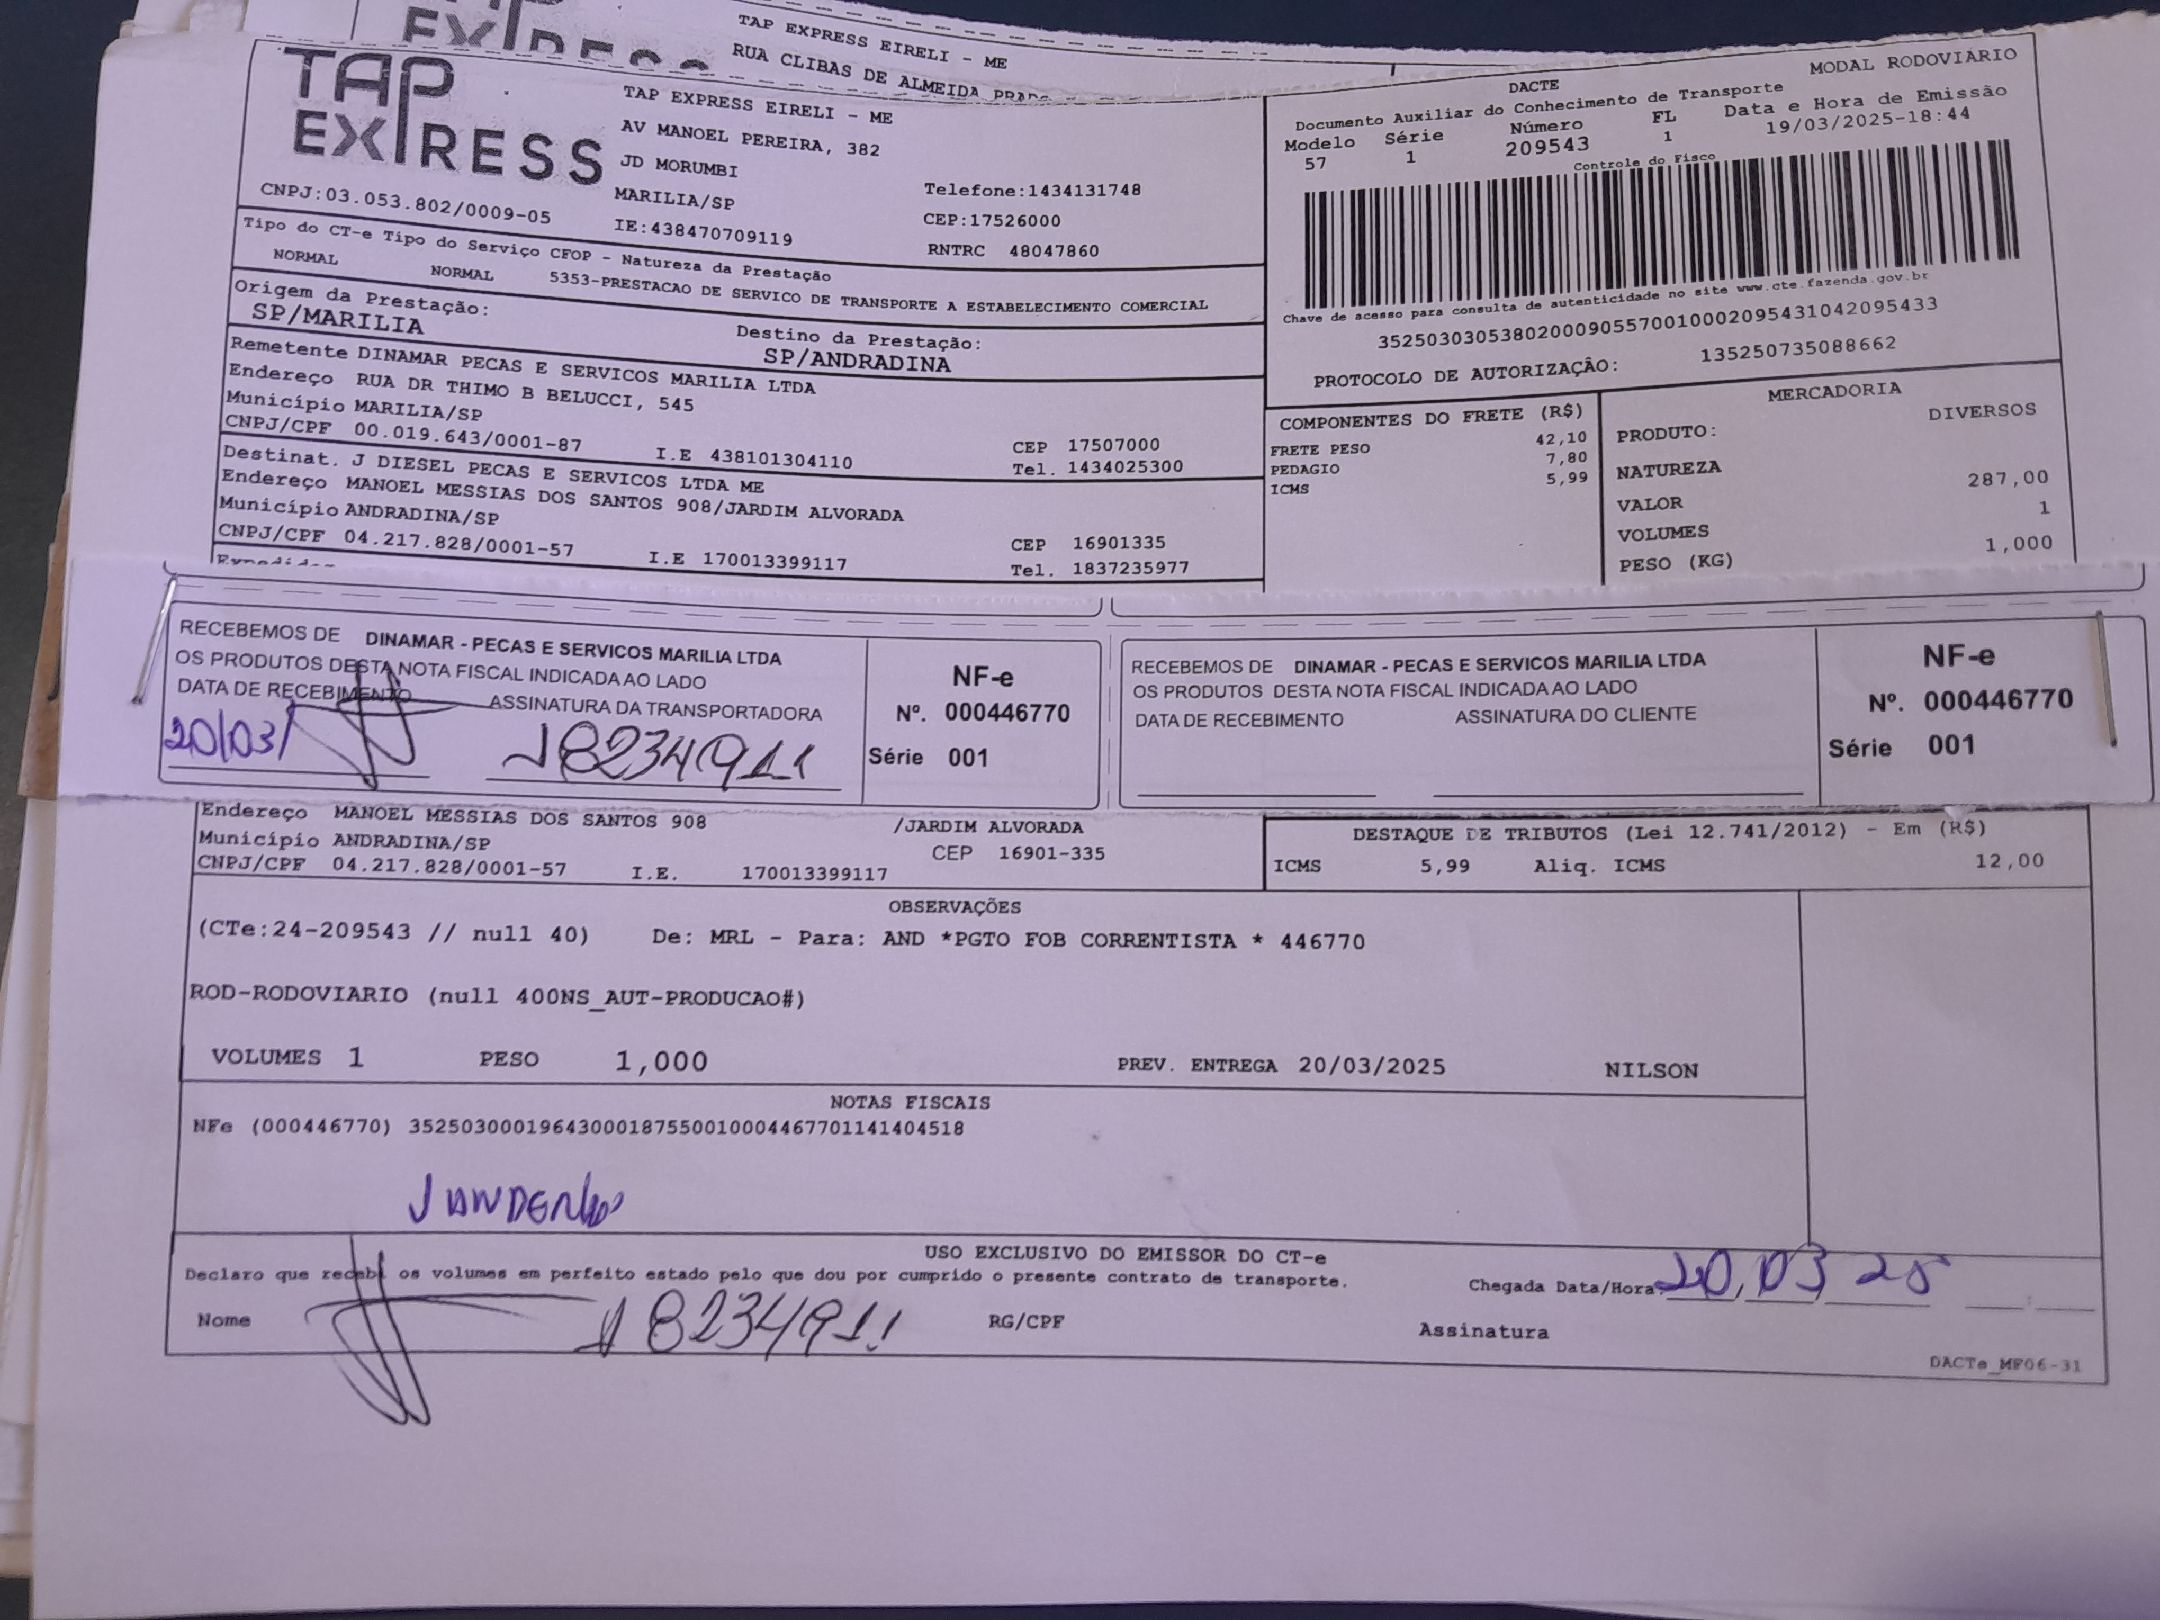 TAP EXPRESS EIRELI - ME
RUA CLIBAS DE ALMEIDA PRADO
TAP
EXPRESS
TAP EXPRESS EIRELI - ME
AV MANOEL PEREIRA, 382
JD MORUMBI
MARILIA/SP
IE:438470709119
CNPJ:03.053.802/0009-05
Telefone:1434131748
CEP:17526000
RNTRC 48047860
DACTE
MODAL RODOVIÁRIO
Documento Auxiliar do Conhecimento de Transporte
Modelo Série Número FL Data e Hora de Emissão
57 1 209543 1 19/03/2025-18:44
Controle do Fisco
Chave de acesso para consulta de autenticidade no site www.cte.fazenda.gov.br
35250303053802000905570010002095431042095433
PROTOCOLO DE AUTORIZAÇÂO: 135250735088662
Tipo do CT-e Tipo do Serviço CFOP - Natureza da Prestação
NORMAL NORMAL 5353-PRESTACAO DE SERVICO DE TRANSPORTE A ESTABELECIMENTO COMERCIAL
Origem da Prestação:
SP/MARILIA
Destino da Prestação:
SP/ANDRADINA
Remetente DINAMAR PECAS E SERVICOS MARILIA LTDA
Endereço RUA DR THIMO B BELUCCI, 545
Município MARILIA/SP
CEP 17507000
CNPJ/CPF 00.019.643/0001-87 I.E 438101304110 Tel. 1434025300
Destinat. J DIESEL PECAS E SERVICOS LTDA ME
Endereço MANOEL MESSIAS DOS SANTOS 908/JARDIM ALVORADA
Município ANDRADINA/SP
CEP 16901335
CNPJ/CPF 04.217.828/0001-57 I.E 170013399117 Tel. 1837235977
COMPONENTES DO FRETE (R$)
FRETE PESO 42,10
PEDAGIO 7,80
ICMS 5,99
MERCADORIA
PRODUTO: DIVERSOS
NATUREZA
VALOR 287,00
VOLUMES 1
PESO (KG) 1,000
RECEBEMOS DE DINAMAR - PECAS E SERVICOS MARILIA LTDA
OS PRODUTOS DESTA NOTA FISCAL INDICADA AO LADO
DATA DE RECEBIMENTO ASSINATURA DA TRANSPORTADORA
20/03/ 18234911
NF-e
Nº. 000446770
Série 001
RECEBEMOS DE DINAMAR - PECAS E SERVICOS MARILIA LTDA
OS PRODUTOS DESTA NOTA FISCAL INDICADA AO LADO
DATA DE RECEBIMENTO ASSINATURA DO CLIENTE
NF-e
Nº. 000446770
Série 001
Endereço MANOEL MESSIAS DOS SANTOS 908 /JARDIM ALVORADA
Município ANDRADINA/SP CEP 16901-335
CNPJ/CPF 04.217.828/0001-57 I.E. 170013399117
DESTAQUE DE TRIBUTOS (Lei 12.741/2012) - Em (R$)
ICMS 5,99 Aliq. ICMS 12,00
OBSERVAÇÕES
(CTe:24-209543 // null 40) De: MRL - Para: AND *PGTO FOB CORRENTISTA * 446770
ROD-RODOVIARIO (null 400NS_AUT-PRODUCAO#)
VOLUMES 1 PESO 1,000 PREV. ENTREGA 20/03/2025 NILSON
NOTAS FISCAIS
NFe (000446770) 35250300019643000187550010004467701141404518
USO EXCLUSIVO DO EMISSOR DO CT-e
Declaro que recebi os volumes em perfeito estado pelo que dou por cumprido o presente contrato de transporte.
Chegada Data/Hora: 20/03 25
Nome 18234911 RG/CPF Assinatura
DACTe_MF06-31